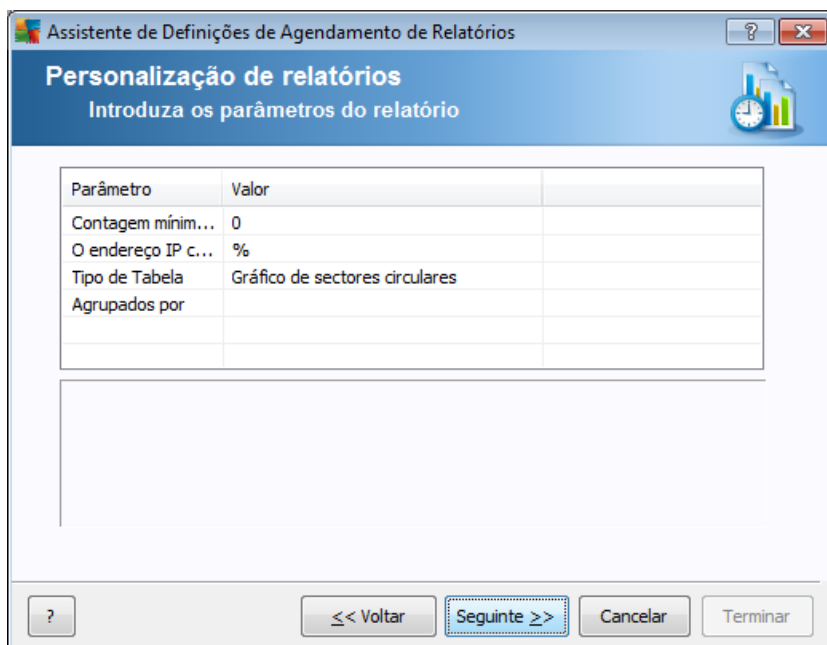 Assistente de Definições de Agendamento de Relatórios
Personalização de relatórios
Introduza os parâmetros do relatório
Parâmetro Valor
Contagem mínim... 0
O endereço IP c... %
Tipo de Tabela Gráfico de sectores circulares
Agrupados por
? << Voltar Seguinte >> Cancelar Terminar